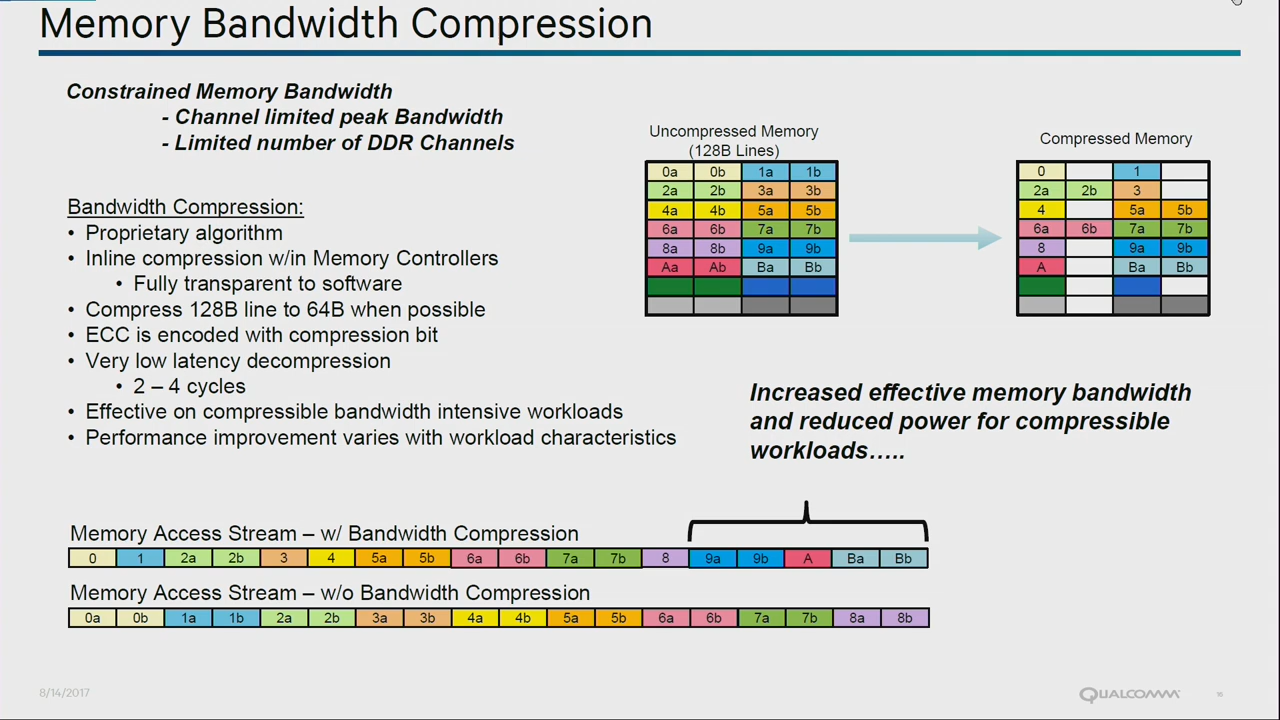 Memory Bandwidth Compression
Constrained Memory Bandwidth
- Channel limited peak Bandwidth
- Limited number of DDR Channels
Bandwidth Compression:
• Proprietary algorithm
• Inline compression w/in Memory Controllers
• Fully transparent to software
• Compress 128B line to 64B when possible
• ECC is encoded with compression bit
• Very low latency decompression
• 2 – 4 cycles
• Effective on compressible bandwidth intensive workloads
• Performance improvement varies with workload characteristics
Uncompressed Memory
(128B Lines)
0a 0b 1a 1b
2a 2b 3a 3b
4a 4b 5a 5b
6a 6b 7a 7b
8a 8b 9a 9b
Aa Ab Ba Bb
Compressed Memory
0 1
2a 2b 3
4 5a 5b
6a 6b 7a 7b
8 9a 9b
A Ba Bb
Increased effective memory bandwidth
and reduced power for compressible
workloads…..
Memory Access Stream – w/ Bandwidth Compression
0 1 2a 2b 3 4 5a 5b 6a 6b 7a 7b 8 9a 9b A Ba Bb
Memory Access Stream – w/o Bandwidth Compression
0a 0b 1a 1b 2a 2b 3a 3b 4a 4b 5a 5b 6a 6b 7a 7b 8a 8b
8/14/2017
QUALCOMM